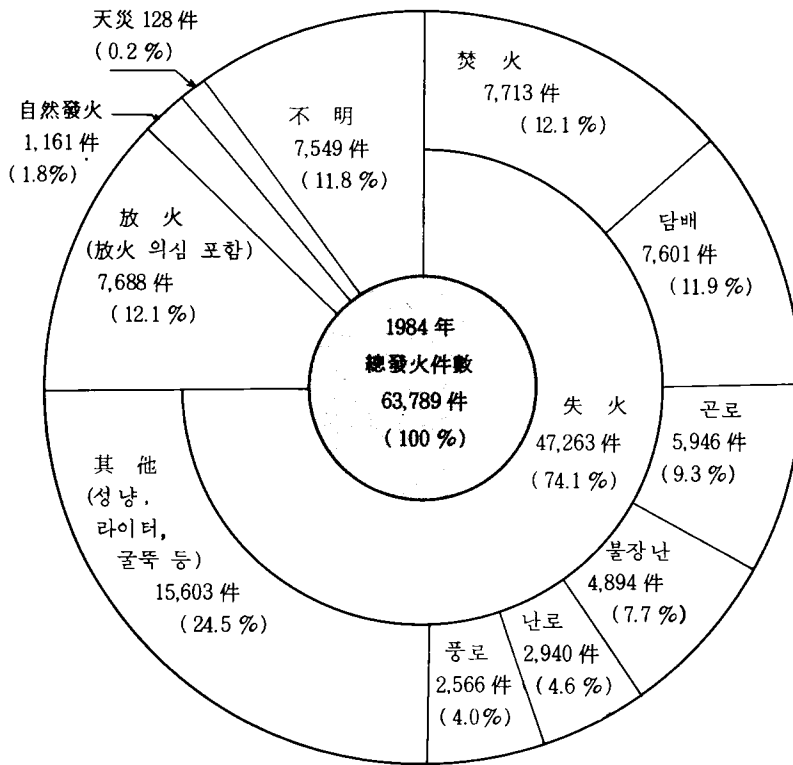 天災 128 件
(0.2 %)
自然發火
1,161 件
(1.8%)
不 明
7,549 件
(11.8 %)
焚 火
7,713 件
(12.1 %)
담배
7,601 件
(11.9 %)
放 火
(放火 의심 포함)
7,688 件
(12.1 %)
1984 年
總發火件數
63,789 件
(100 %)
失 火
47,263 件
(74.1 %)
곤로
5,946 件
(9.3 %)
其 他
(성냥,
라이터,
굴뚝 등)
15,603 件
(24.5 %)
불장난
4,894 件
(7.7 %)
난로
2,940 件
(4.6 %)
풍로
2,566 件
(4.0%)